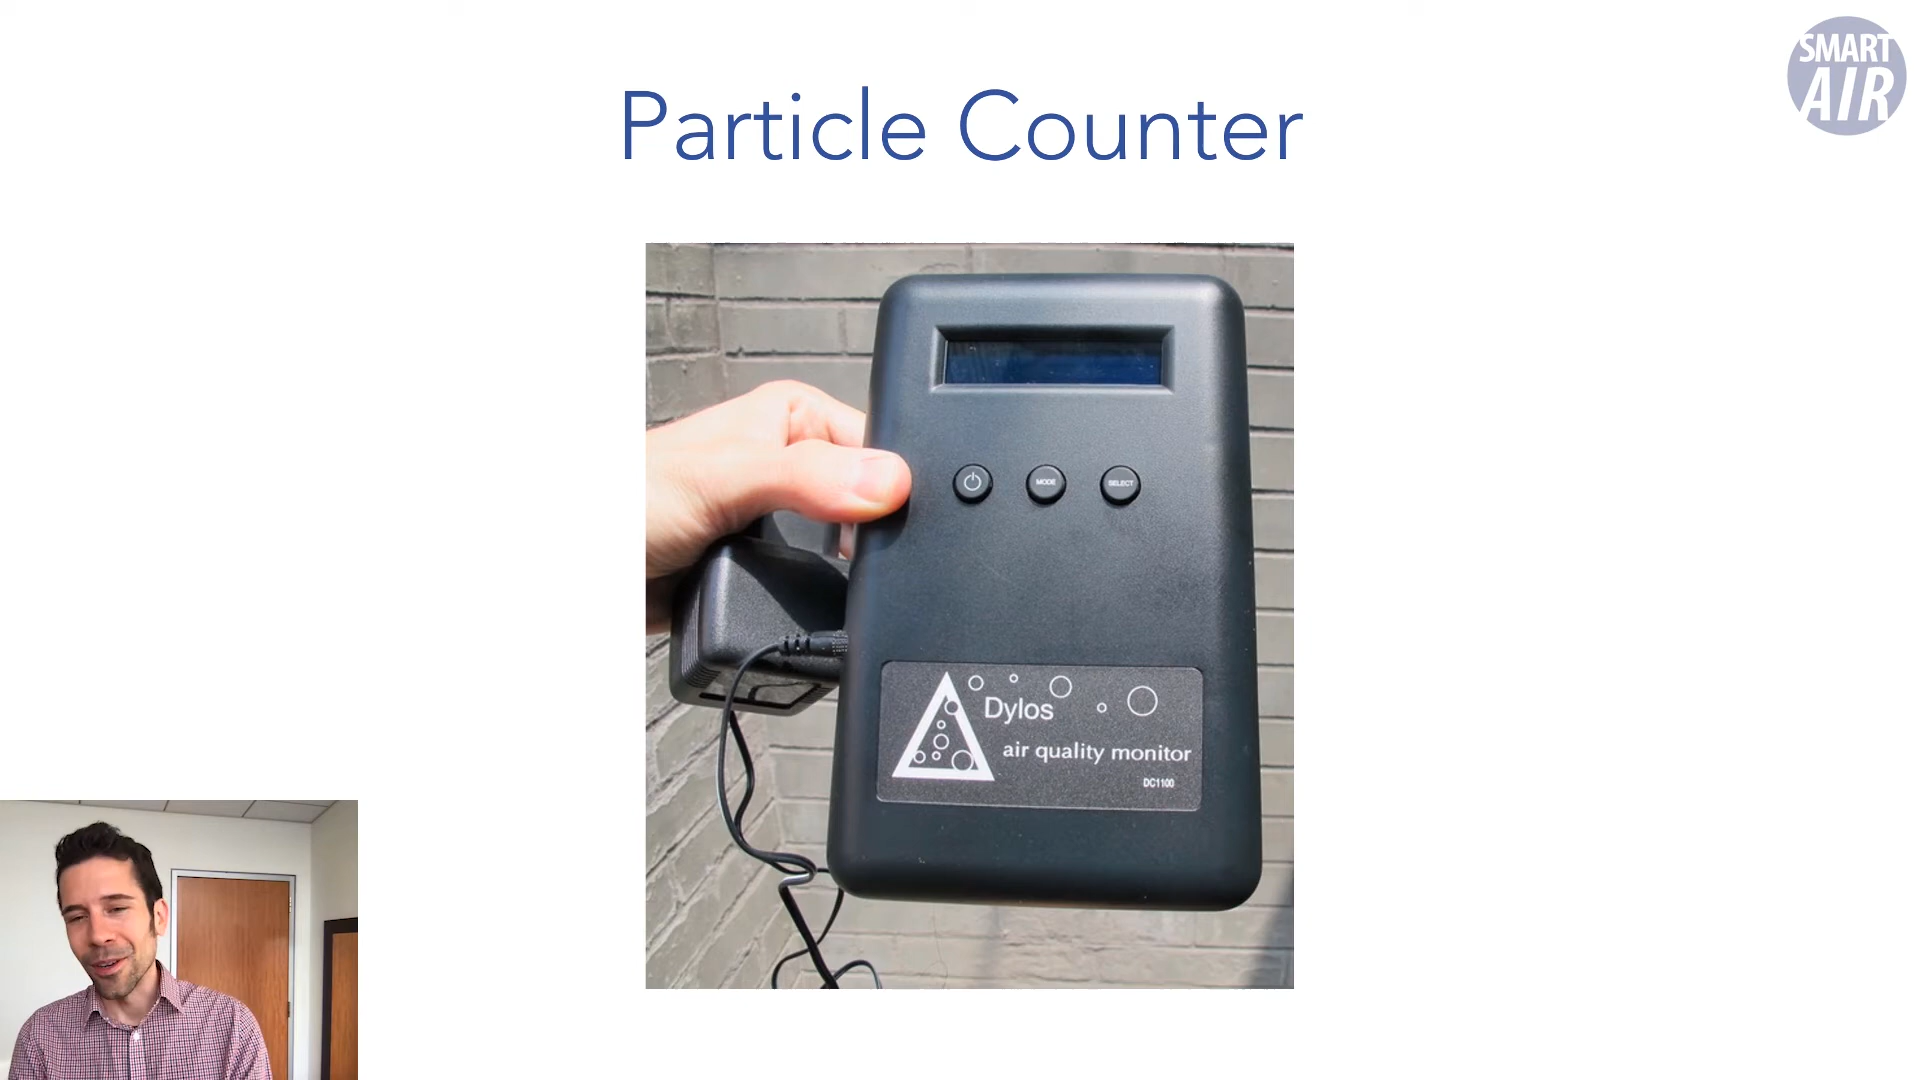 Particle Counter
SMART
AIR
MODE
SELECT
Dylos
air quality monitor
DC1100